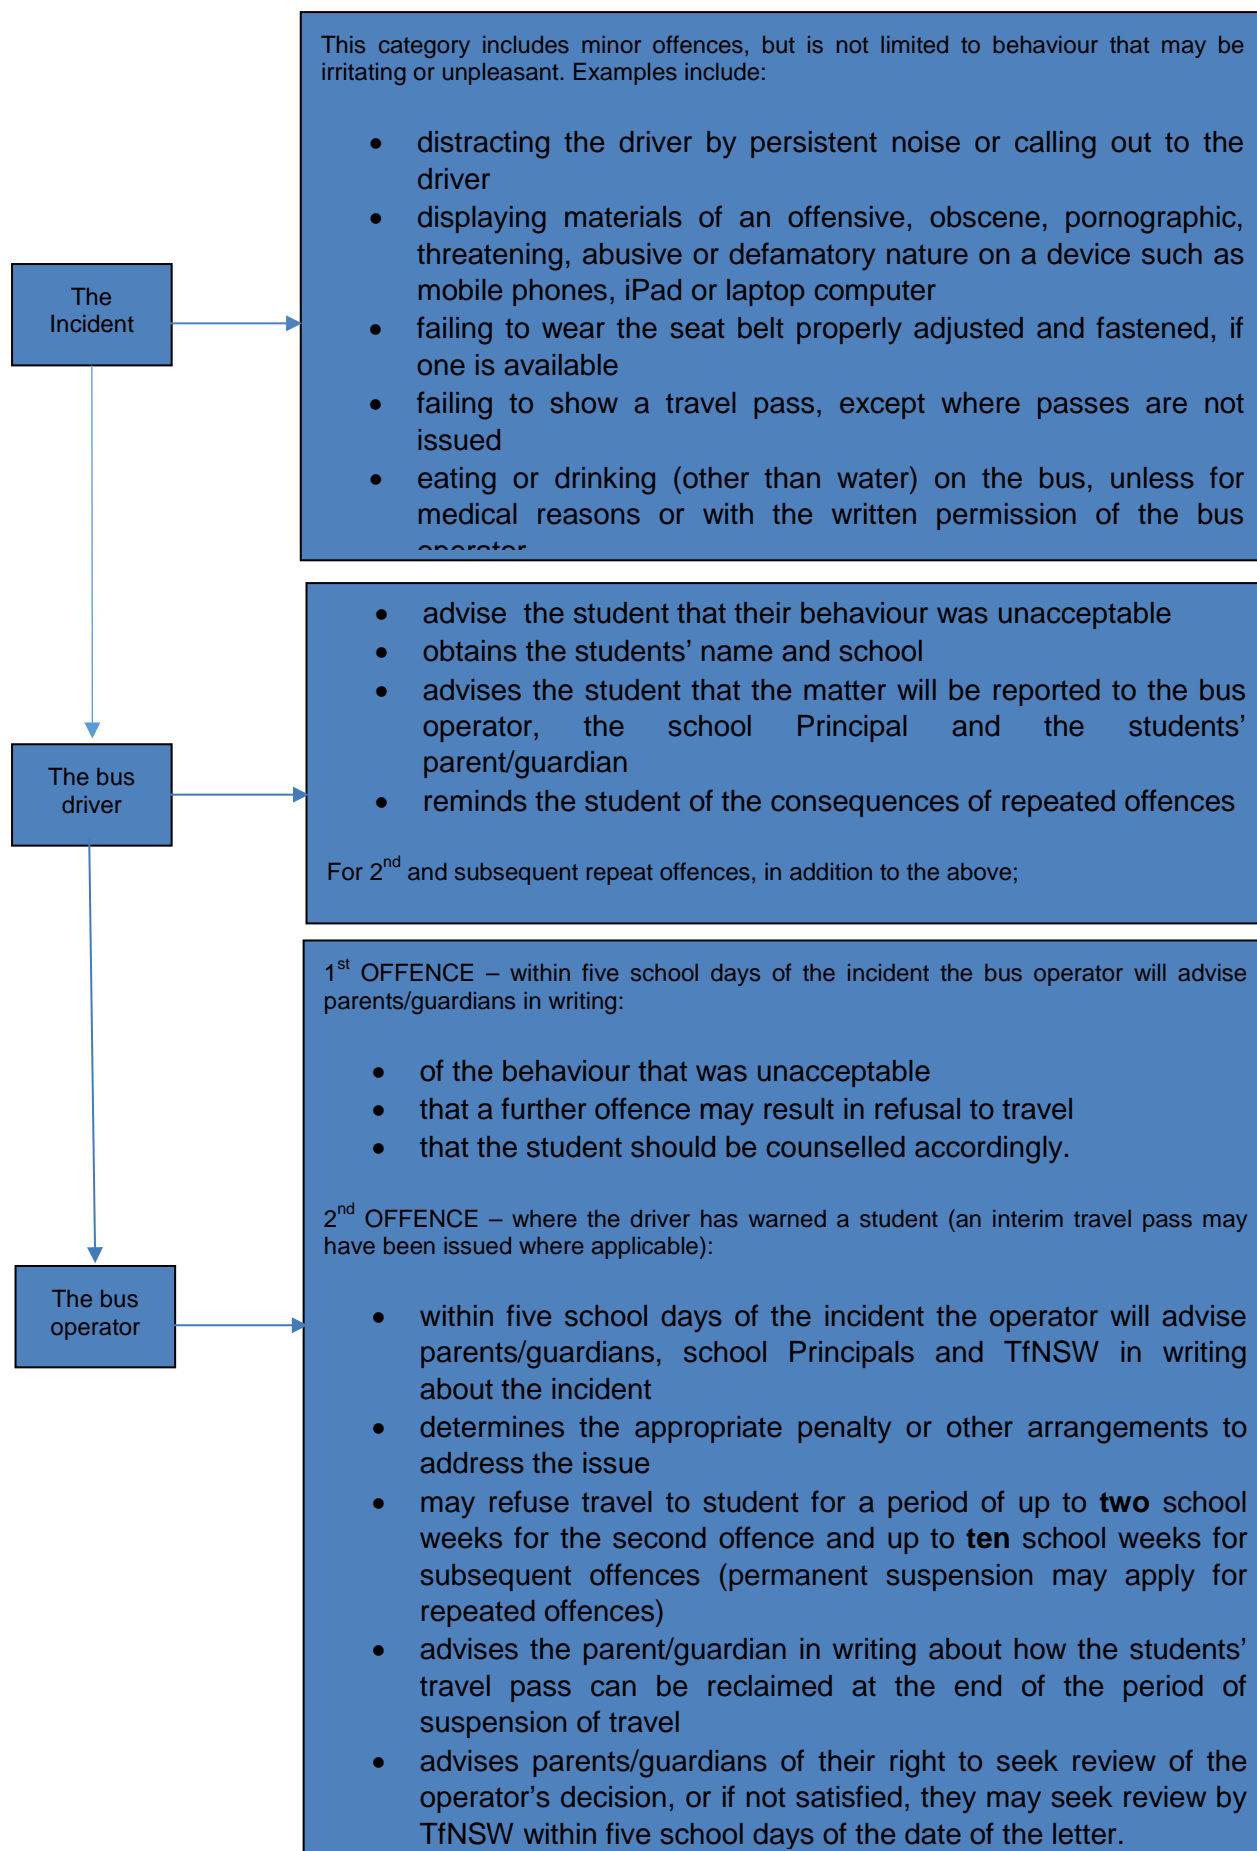 This category includes minor offences, but is not limited to behaviour that may be
irritating or unpleasant. Examples include:
• distracting the driver by persistent noise or calling out to the
driver
• displaying materials of an offensive, obscene, pornographic,
threatening, abusive or defamatory nature on a device such as
mobile phones, iPad or laptop computer
• failing to wear the seat belt properly adjusted and fastened, if
one is available
• failing to show a travel pass, except where passes are not
issued
• eating or drinking (other than water) on the bus, unless for
medical reasons or with the written permission of the bus
operator
The
Incident
• advise  the student that their behaviour was unacceptable
• obtains the students’ name and school
• advises the student that the matter will be reported to the bus
operator, the school Principal and the students’
parent/guardian
• reminds the student of the consequences of repeated offences
For 2nd and subsequent repeat offences, in addition to the above;
The bus
driver
1st OFFENCE – within five school days of the incident the bus operator will advise
parents/guardians in writing:
• of the behaviour that was unacceptable
• that a further offence may result in refusal to travel
• that the student should be counselled accordingly.
2nd OFFENCE – where the driver has warned a student (an interim travel pass may
have been issued where applicable):
• within five school days of the incident the operator will advise
parents/guardians, school Principals and TfNSW in writing
about the incident
• determines the appropriate penalty or other arrangements to
address the issue
• may refuse travel to student for a period of up to two school
weeks for the second offence and up to ten school weeks for
subsequent offences (permanent suspension may apply for
repeated offences)
• advises the parent/guardian in writing about how the students’
travel pass can be reclaimed at the end of the period of
suspension of travel
• advises parents/guardians of their right to seek review of the
operator’s decision, or if not satisfied, they may seek review by
TfNSW within five school days of the date of the letter.
The bus
operator